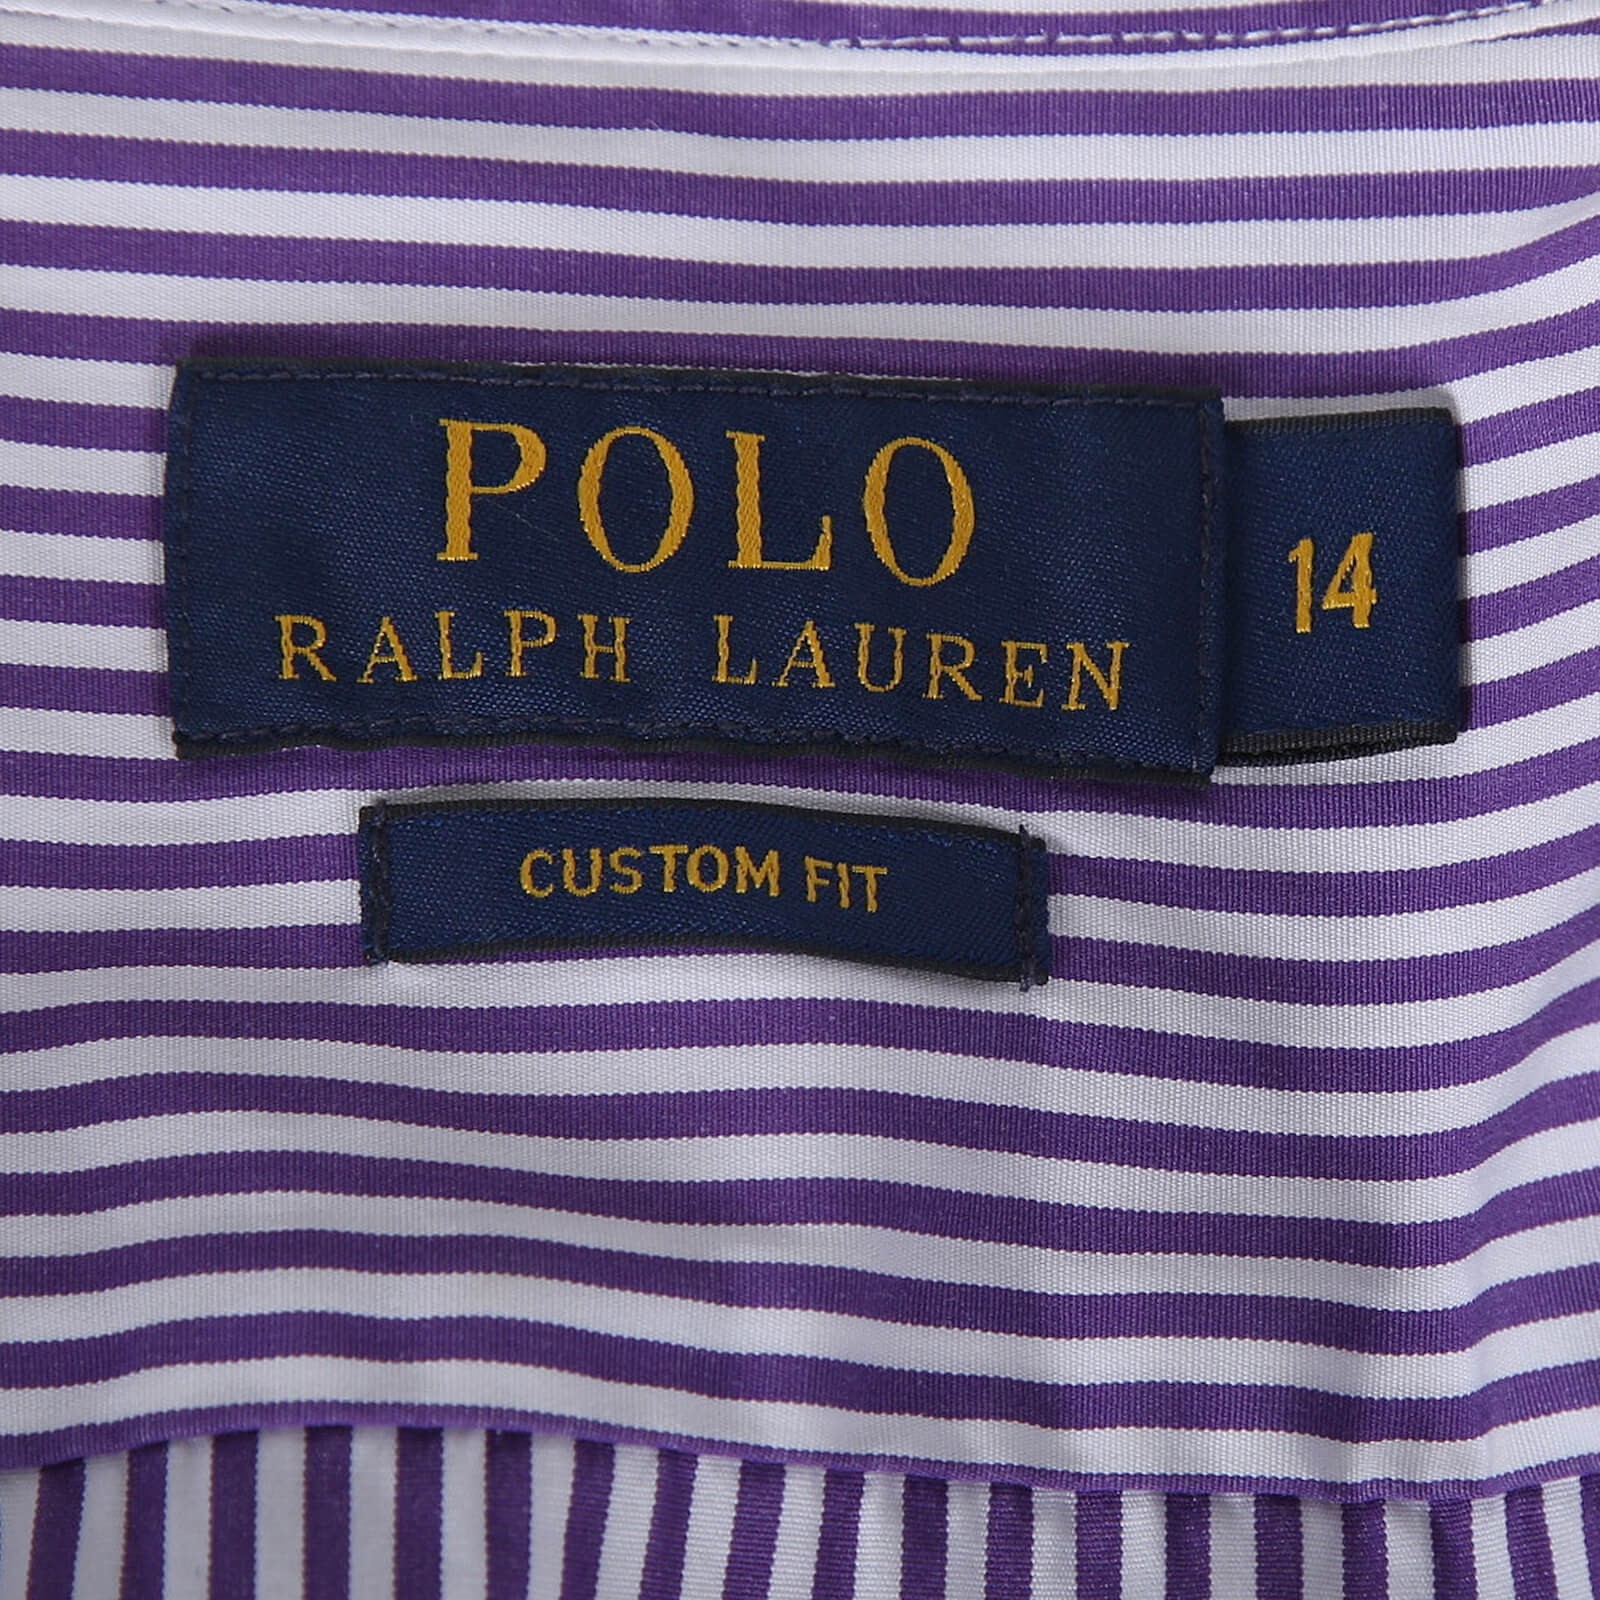 POLO
RALPH LAUREN
14
CUSTOM FIT